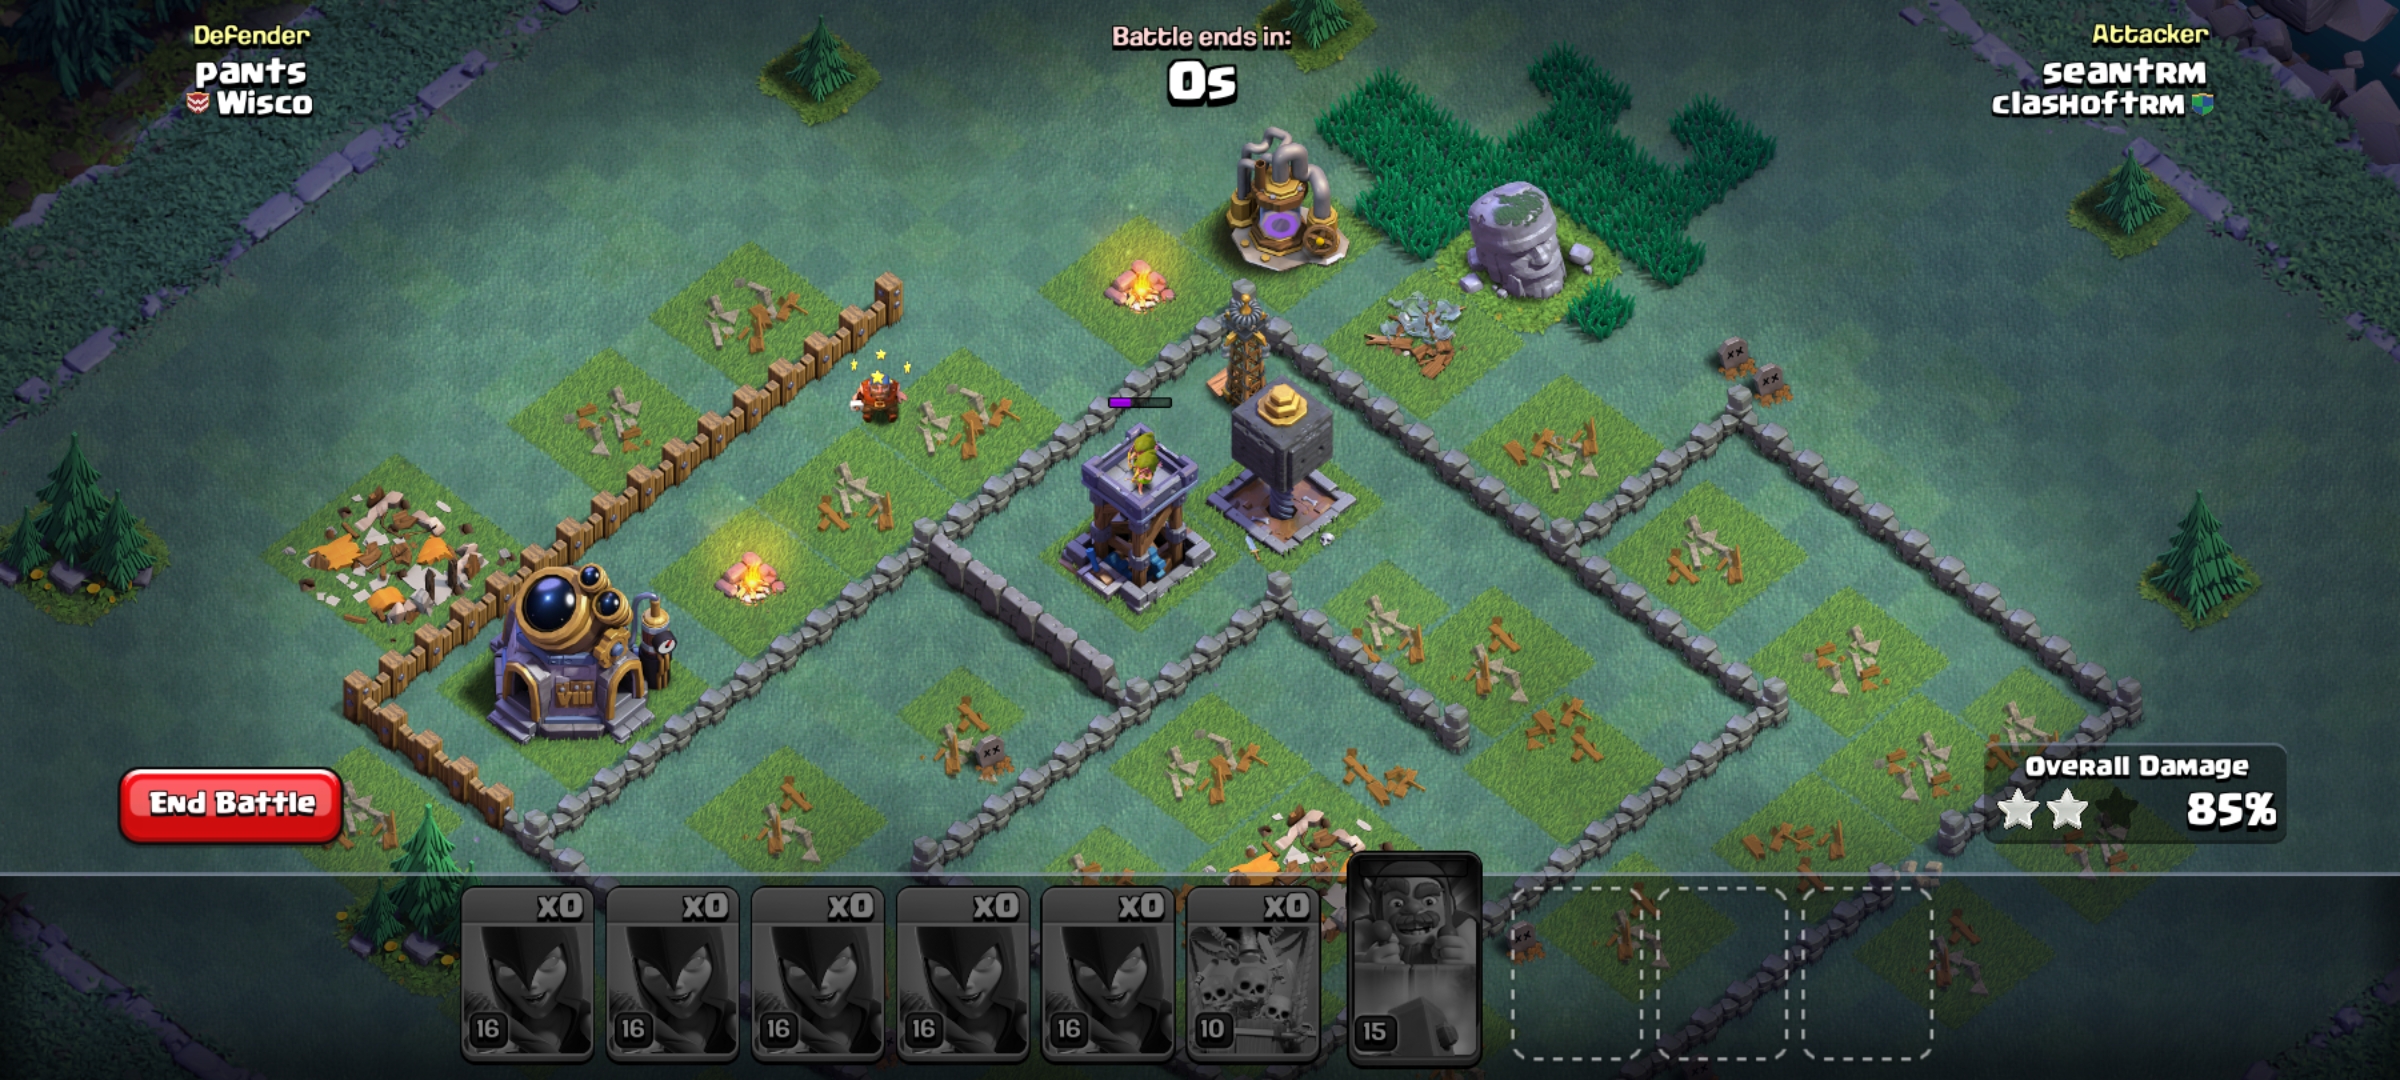 Defender
pants
Wisco
Battle ends in:
0s
Attacker
seantRM
clashoftRM
VIII
End Battle
Overall Damage
85%
x0
x0
x0
x0
x0
x0
16
16
16
16
16
10
15